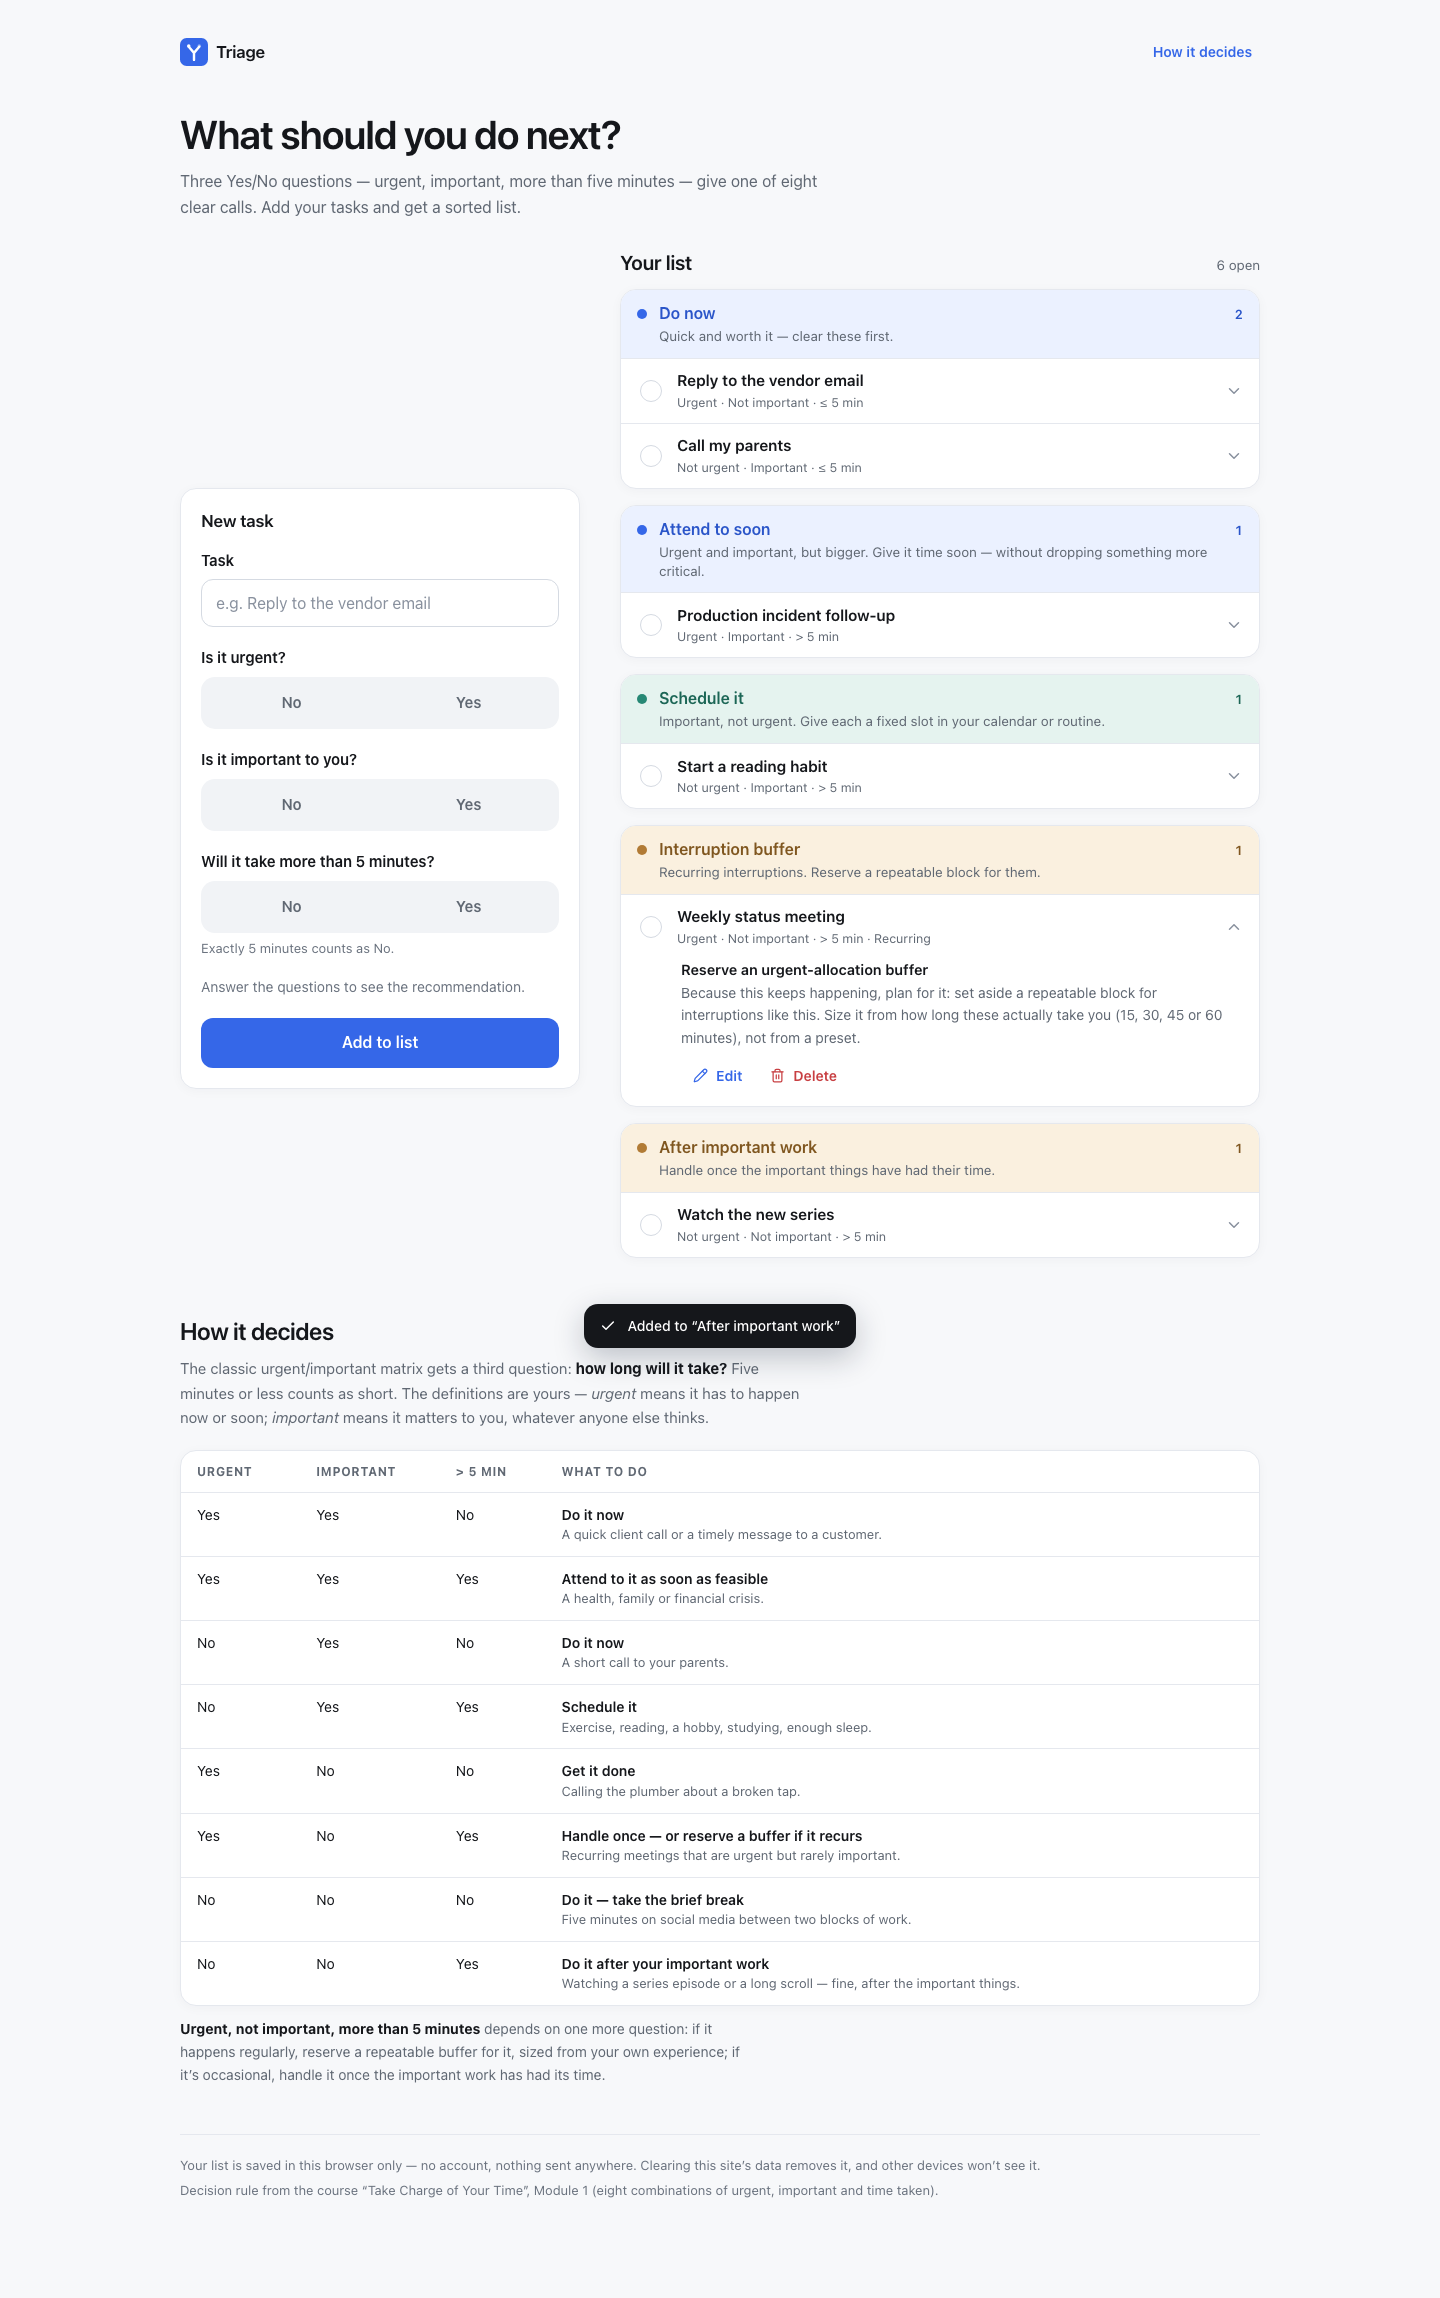 Triage
How it decides
What should you do next?
Three Yes/No questions — urgent, important, more than five minutes — give one of eight
clear calls. Add your tasks and get a sorted list.
New task
Task
e.g. Reply to the vendor email
Is it urgent?
No Yes
Is it important to you?
No Yes
Will it take more than 5 minutes?
No Yes
Exactly 5 minutes counts as No.
Answer the questions to see the recommendation.
Add to list
Your list
6 open
Do now 2
Quick and worth it — clear these first.
Reply to the vendor email
Urgent · Not important · ≤ 5 min
Call my parents
Not urgent · Important · ≤ 5 min
Attend to soon 1
Urgent and important, but bigger. Give it time soon — without dropping something more
critical.
Production incident follow-up
Urgent · Important · > 5 min
Schedule it 1
Important, not urgent. Give each a fixed slot in your calendar or routine.
Start a reading habit
Not urgent · Important · > 5 min
Interruption buffer 1
Recurring interruptions. Reserve a repeatable block for them.
Weekly status meeting
Urgent · Not important · > 5 min · Recurring
Reserve an urgent-allocation buffer
Because this keeps happening, plan for it: set aside a repeatable block for
interruptions like this. Size it from how long these actually take you (15, 30, 45 or 60
minutes), not from a preset.
Edit Delete
After important work 1
Handle once the important things have had their time.
Watch the new series
Not urgent · Not important · > 5 min
Added to “After important work”
How it decides
The classic urgent/important matrix gets a third question: how long will it take? Five
minutes or less counts as short. The definitions are yours — urgent means it has to happen
now or soon; important means it matters to you, whatever anyone else thinks.
URGENT IMPORTANT > 5 MIN WHAT TO DO
Yes Yes No Do it now
A quick client call or a timely message to a customer.
Yes Yes Yes Attend to it as soon as feasible
A health, family or financial crisis.
No Yes No Do it now
A short call to your parents.
No Yes Yes Schedule it
Exercise, reading, a hobby, studying, enough sleep.
Yes No No Get it done
Calling the plumber about a broken tap.
Yes No Yes Handle once — or reserve a buffer if it recurs
Recurring meetings that are urgent but rarely important.
No No No Do it — take the brief break
Five minutes on social media between two blocks of work.
No No Yes Do it after your important work
Watching a series episode or a long scroll — fine, after the important things.
Urgent, not important, more than 5 minutes depends on one more question: if it
happens regularly, reserve a repeatable buffer for it, sized from your own experience; if
it’s occasional, handle it once the important work has had its time.
Your list is saved in this browser only — no account, nothing sent anywhere. Clearing this site’s data removes it, and other devices won’t see it.
Decision rule from the course “Take Charge of Your Time”, Module 1 (eight combinations of urgent, important and time taken).